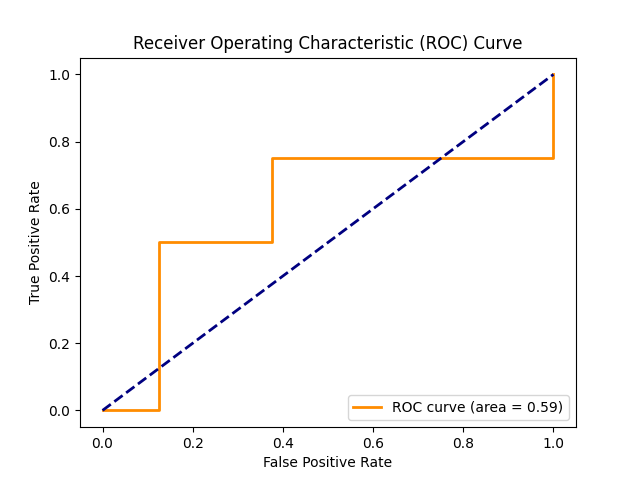 Receiver Operating Characteristic (ROC) Curve
1.0
0.8
0.6
0.4
0.2
0.0
True Positive Rate
ROC curve (area = 0.59)
0.0 0.2 0.4 0.6 0.8 1.0
False Positive Rate